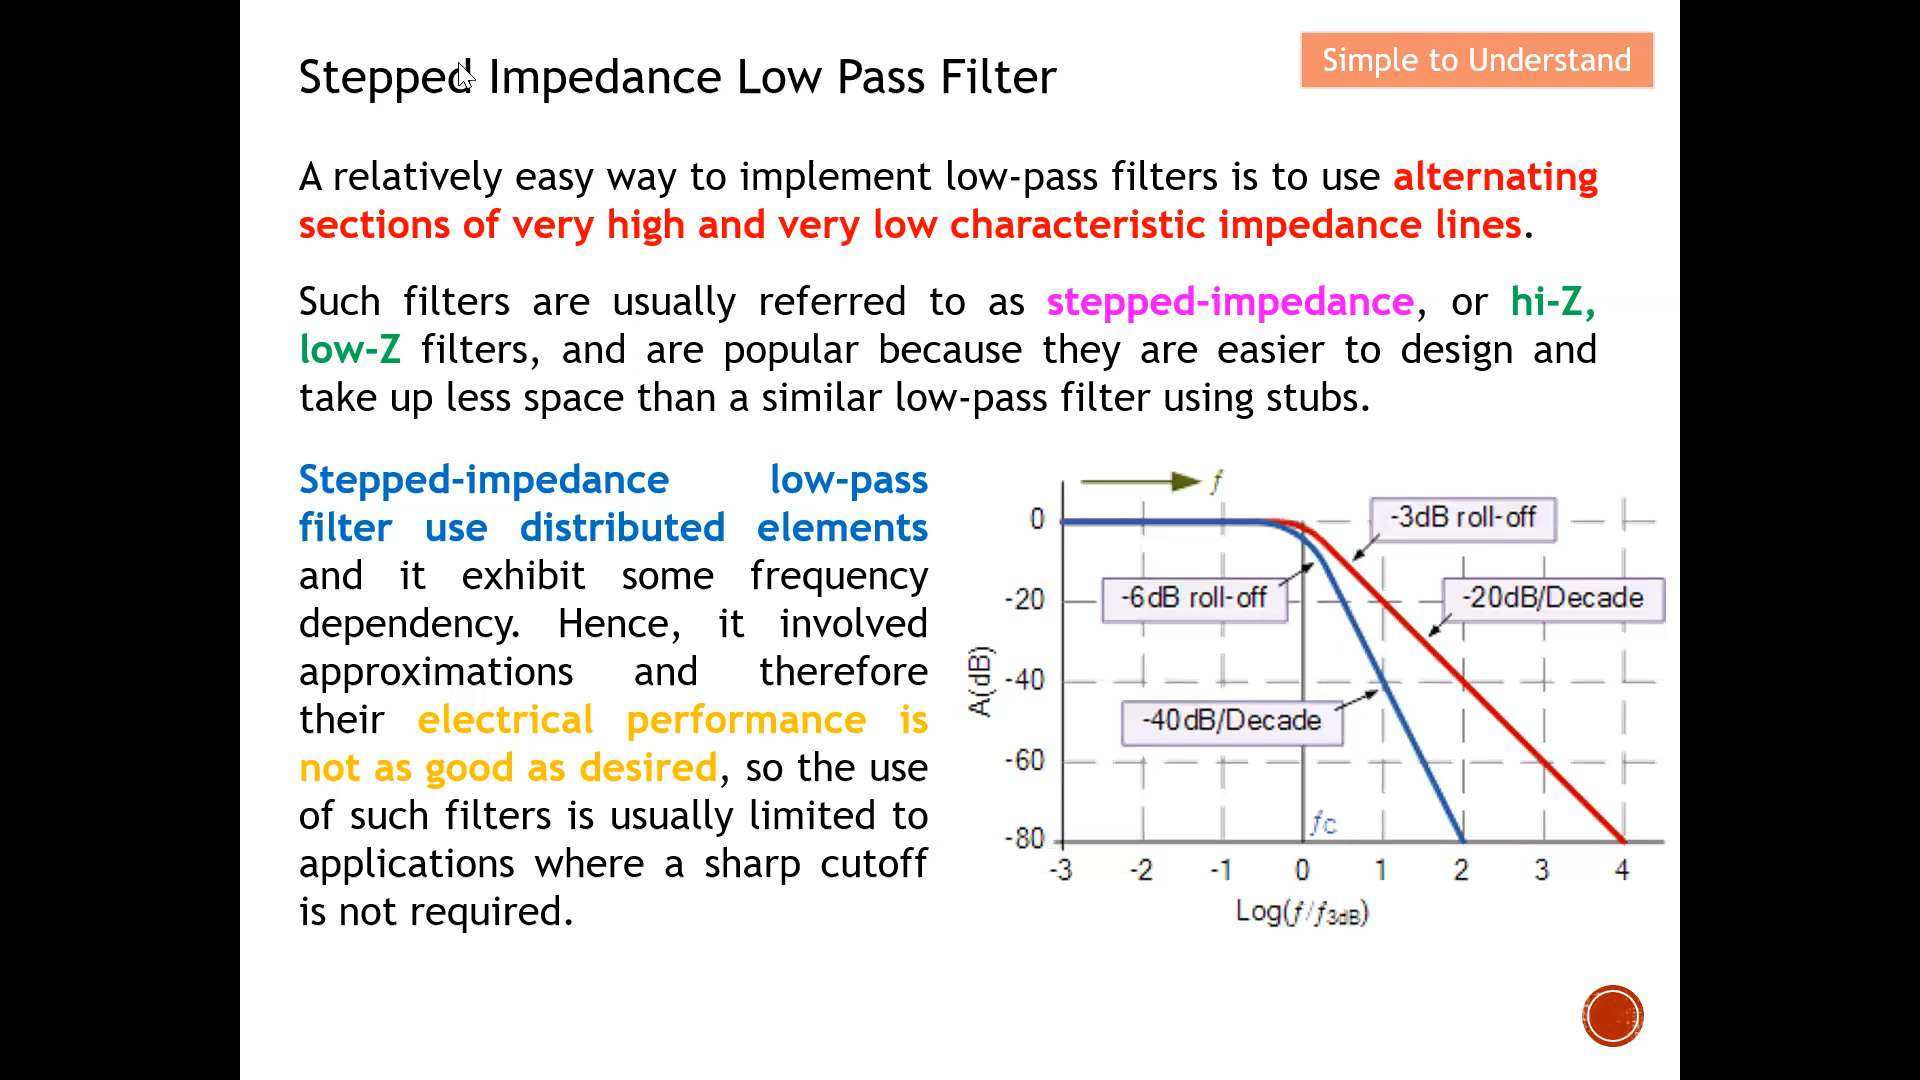 Stepped Impedance Low Pass Filter
Simple to Understand
A relatively easy way to implement low-pass filters is to use alternating
sections of very high and very low characteristic impedance lines.
Such filters are usually referred to as stepped-impedance, or hi-Z,
low-Z filters, and are popular because they are easier to design and
take up less space than a similar low-pass filter using stubs.
Stepped-impedance low-pass
filter use distributed elements
and it exhibit some frequency
dependency. Hence, it involved
approximations and therefore
their electrical performance is
not as good as desired, so the use
of such filters is usually limited to
applications where a sharp cutoff
is not required.
f
0
-3dB roll-off
-20
-6dB roll-off
-20dB/Decade
A(dB)
-40
-40dB/Decade
-60
-80
fc
-3 -2 -1 0 1 2 3 4
Log(f/f3dB)